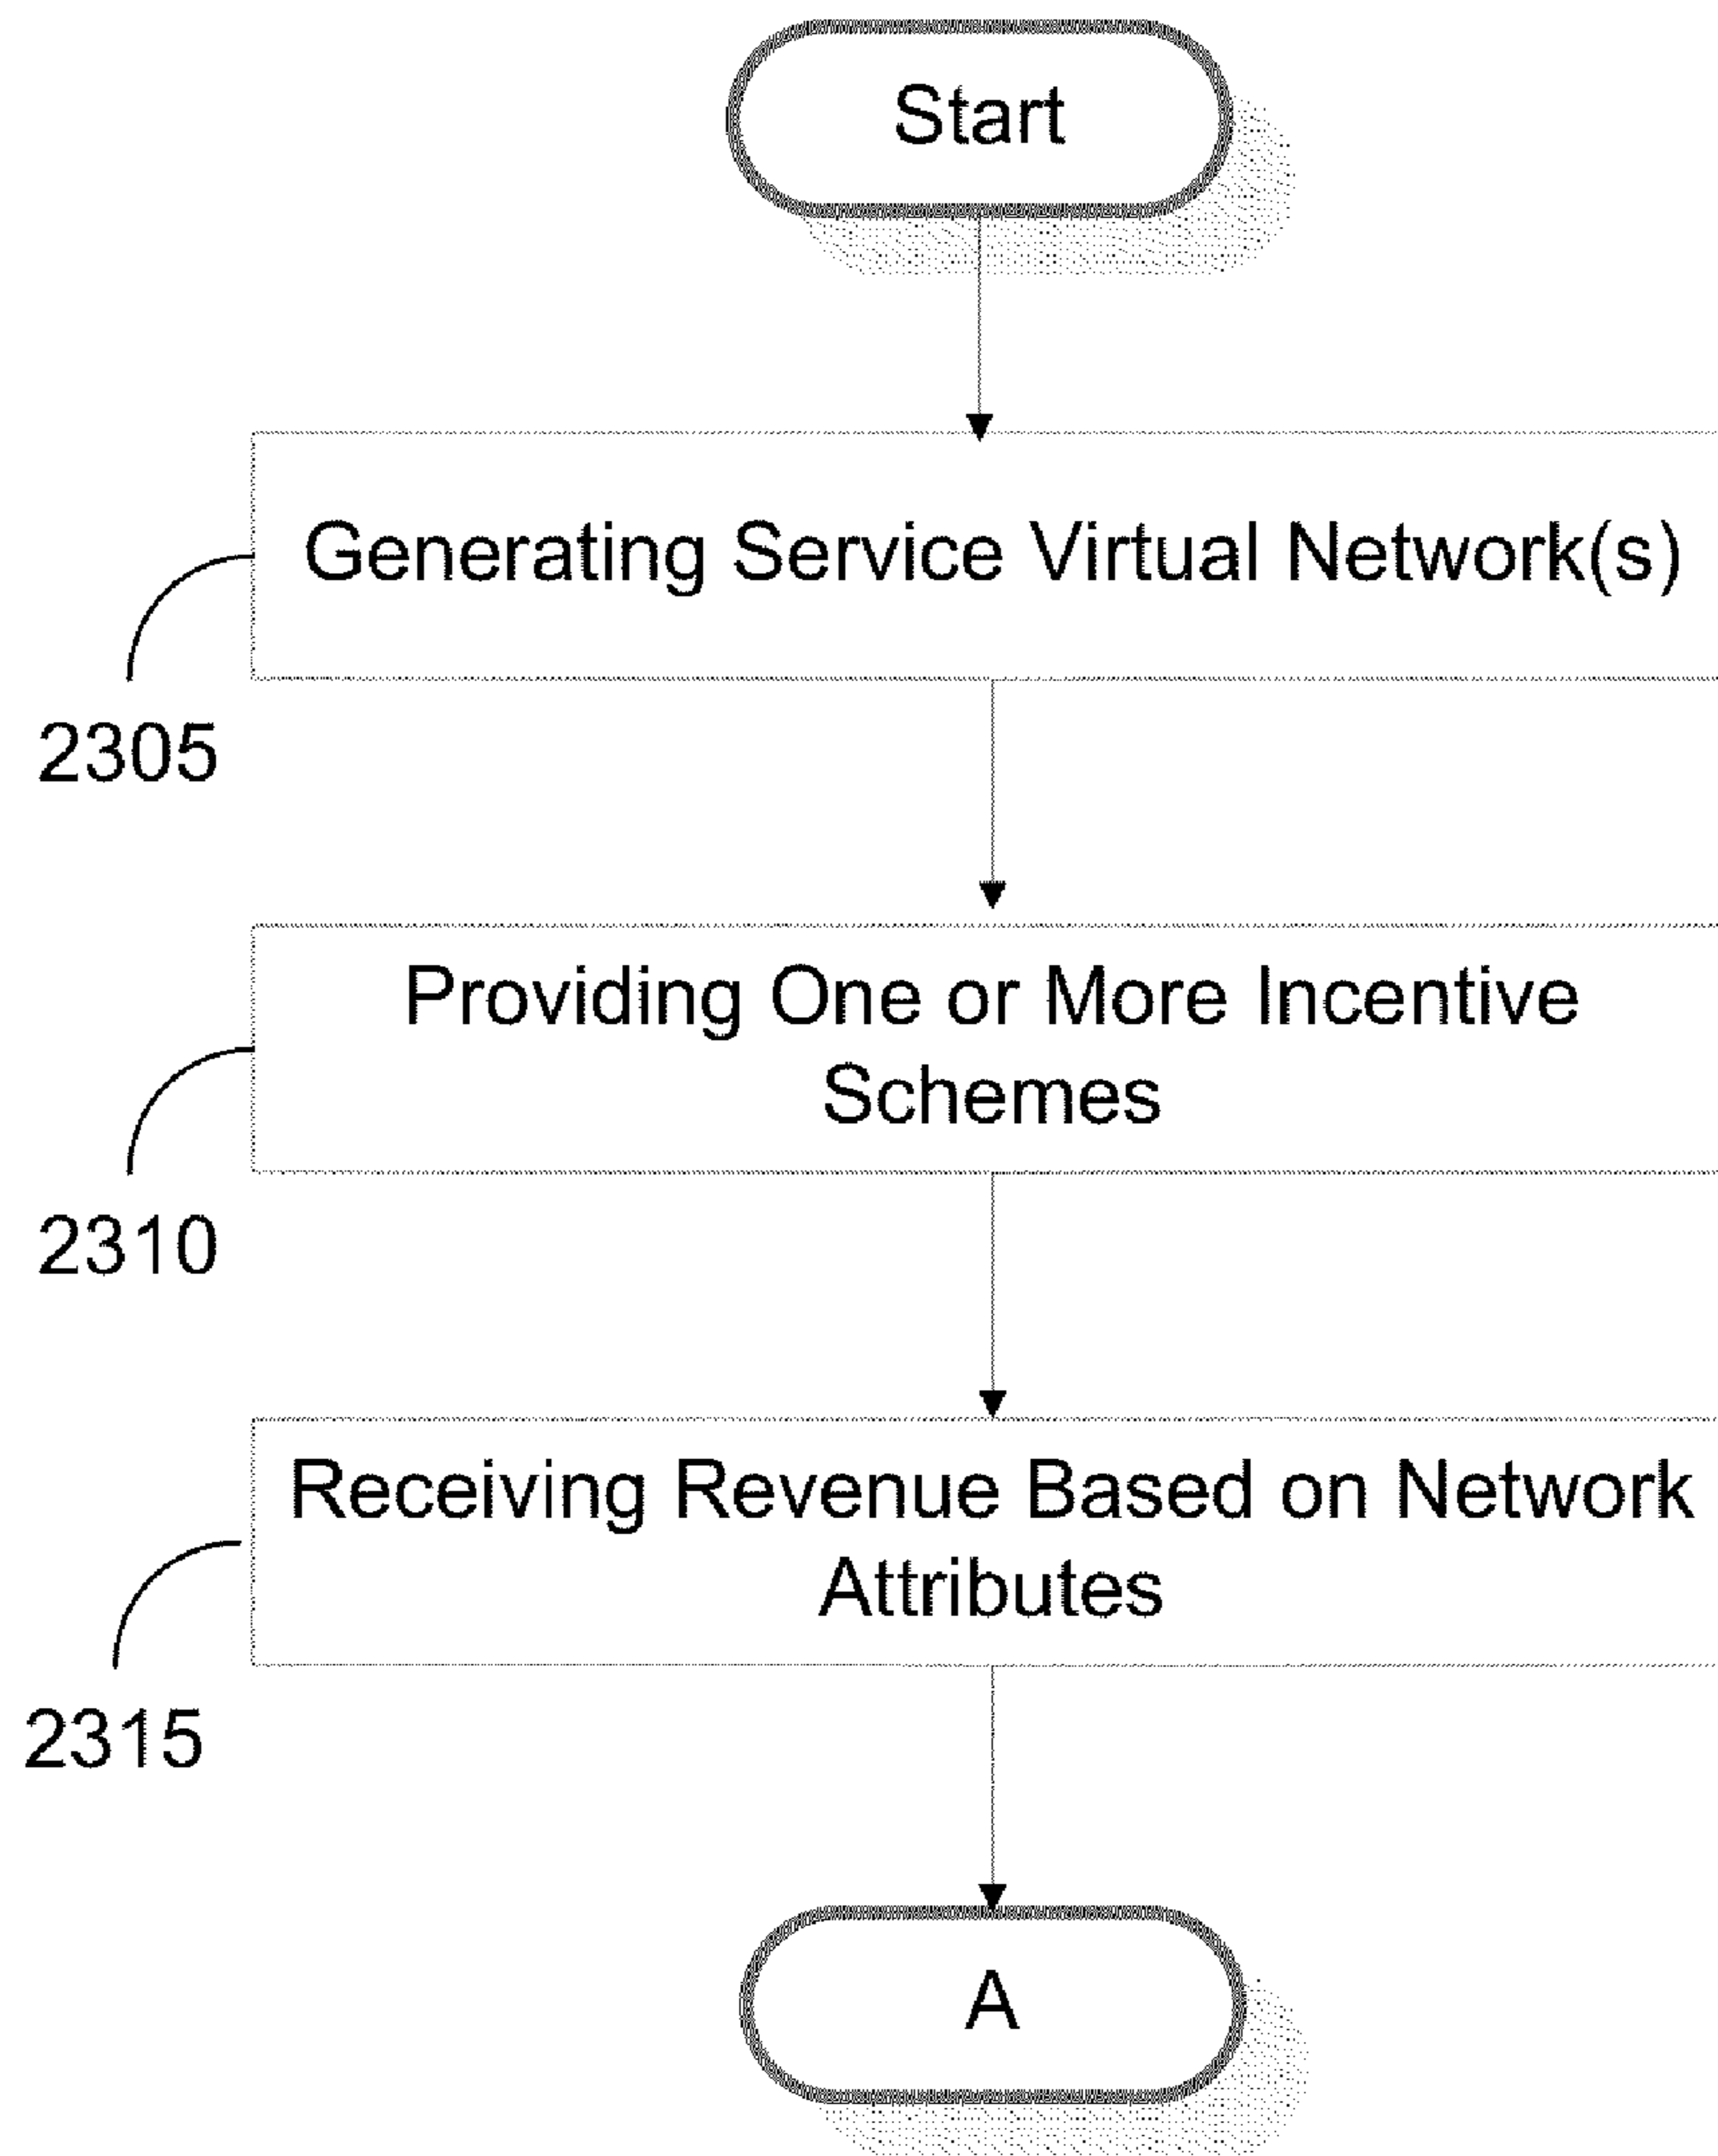 Start
Generating Service Virtual Network(s)
2305
Providing One or More Incentive
Schemes
2310
Receiving Revenue Based on Network
Attributes
2315
A